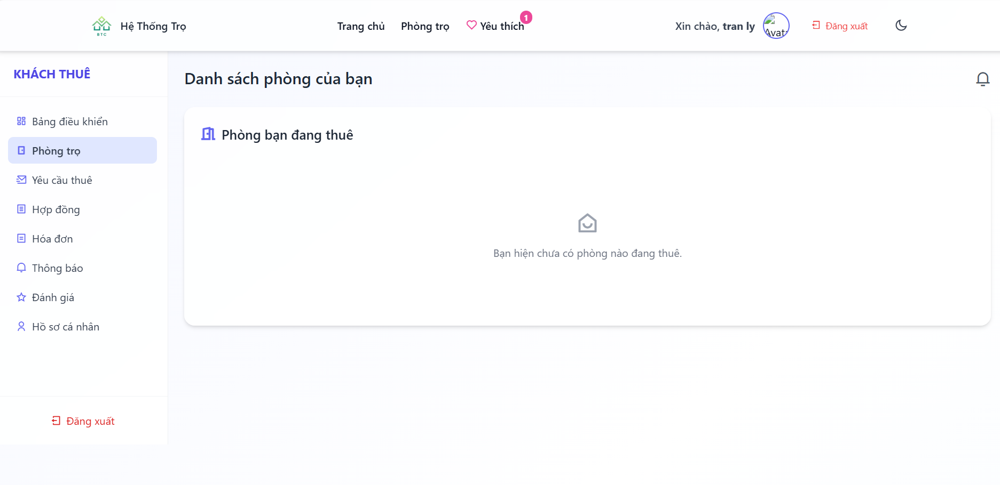 BTC
Hệ Thống Trọ
Trang chủ
Phòng trọ
Yêu thích
1
Xin chào, tran ly
Avat
Đăng xuất
KHÁCH THUÊ
Bảng điều khiển
Phòng trọ
Yêu cầu thuê
Hợp đồng
Hóa đơn
Thông báo
Đánh giá
Hồ sơ cá nhân
Đăng xuất
Danh sách phòng của bạn
Phòng bạn đang thuê
Bạn hiện chưa có phòng nào đang thuê.